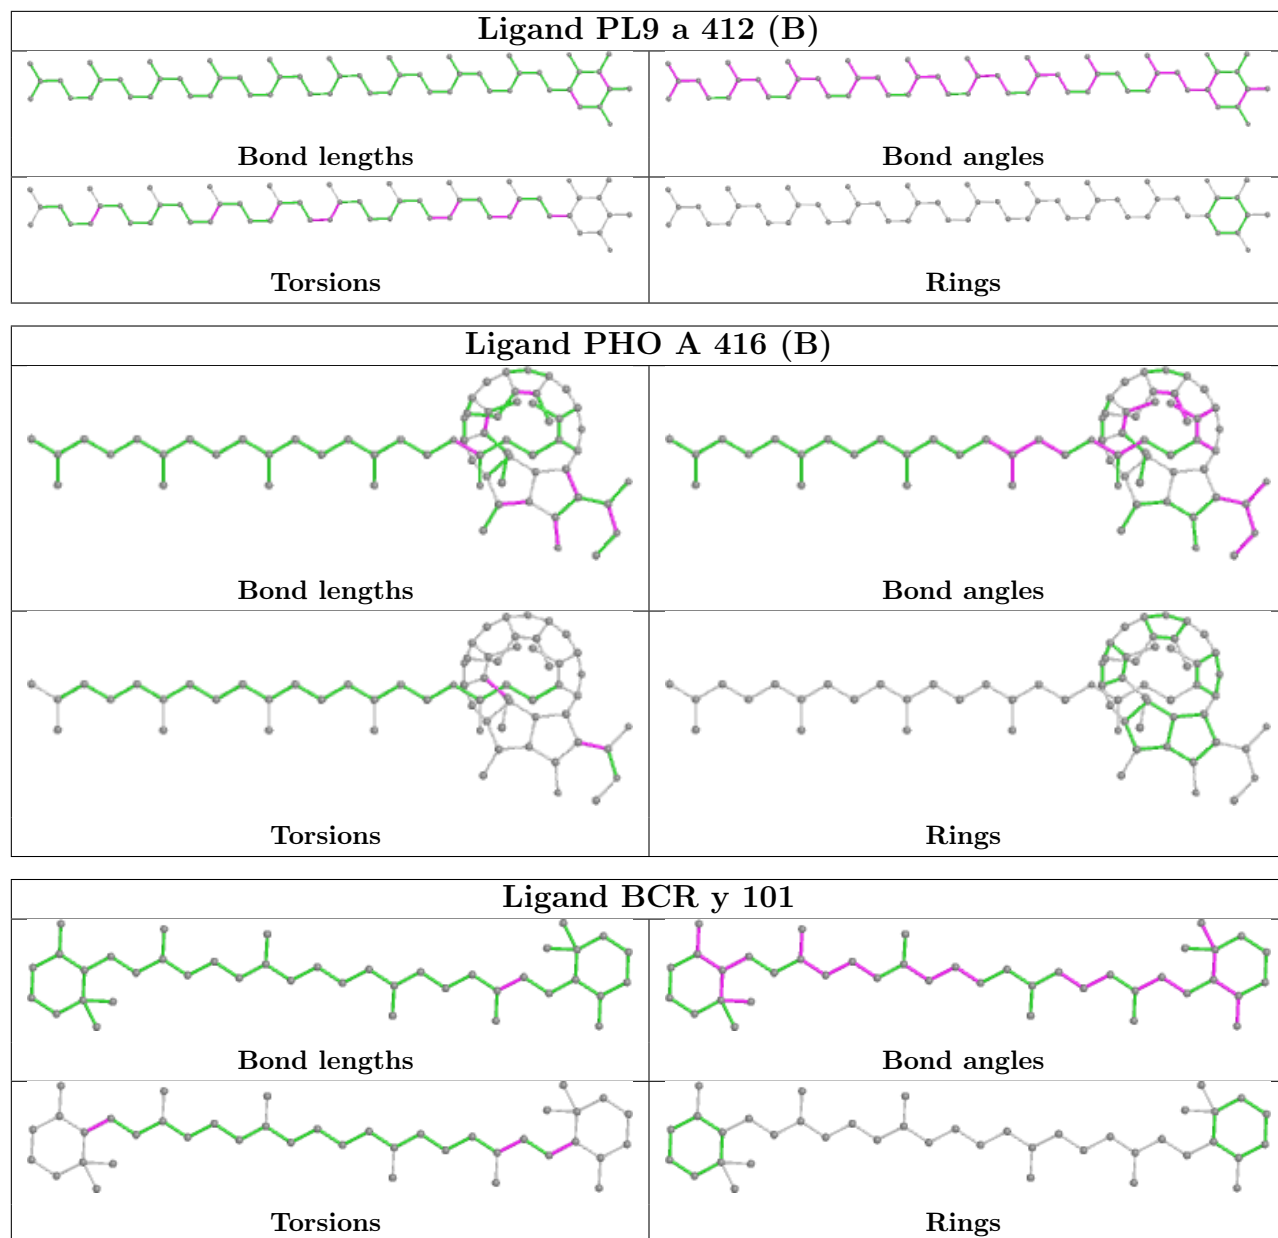 Ligand PL9 a 412 (B)
Bond lengths
Bond angles
Torsions
Rings
Ligand PHO A 416 (B)
Bond lengths
Bond angles
Torsions
Rings
Ligand BCR y 101
Bond lengths
Bond angles
Torsions
Rings